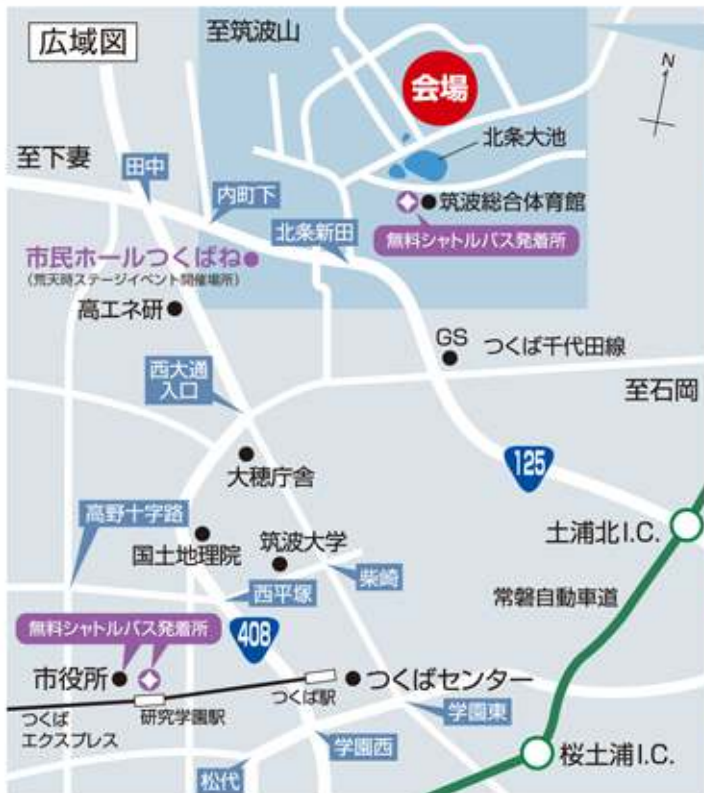 広域図
至筑波山
会場
N
北条大池
至下妻
田中
内町下
筑波総合体育館
無料シャトルバス発着所
北条新田
市民ホールつくばね
(荒天時ステージイベント開催場所)
高エネ研
GS
つくば千代田線
西大通
入口
至石岡
大穂庁舎
125
高野十字路
土浦北I.C.
国土地理院
筑波大学
柴崎
西平塚
常磐自動車道
無料シャトルバス発着所
408
市役所
つくばセンター
つくば駅
つくば
エクスプレス
研究学園駅
学園東
学園西
松代
桜土浦I.C.